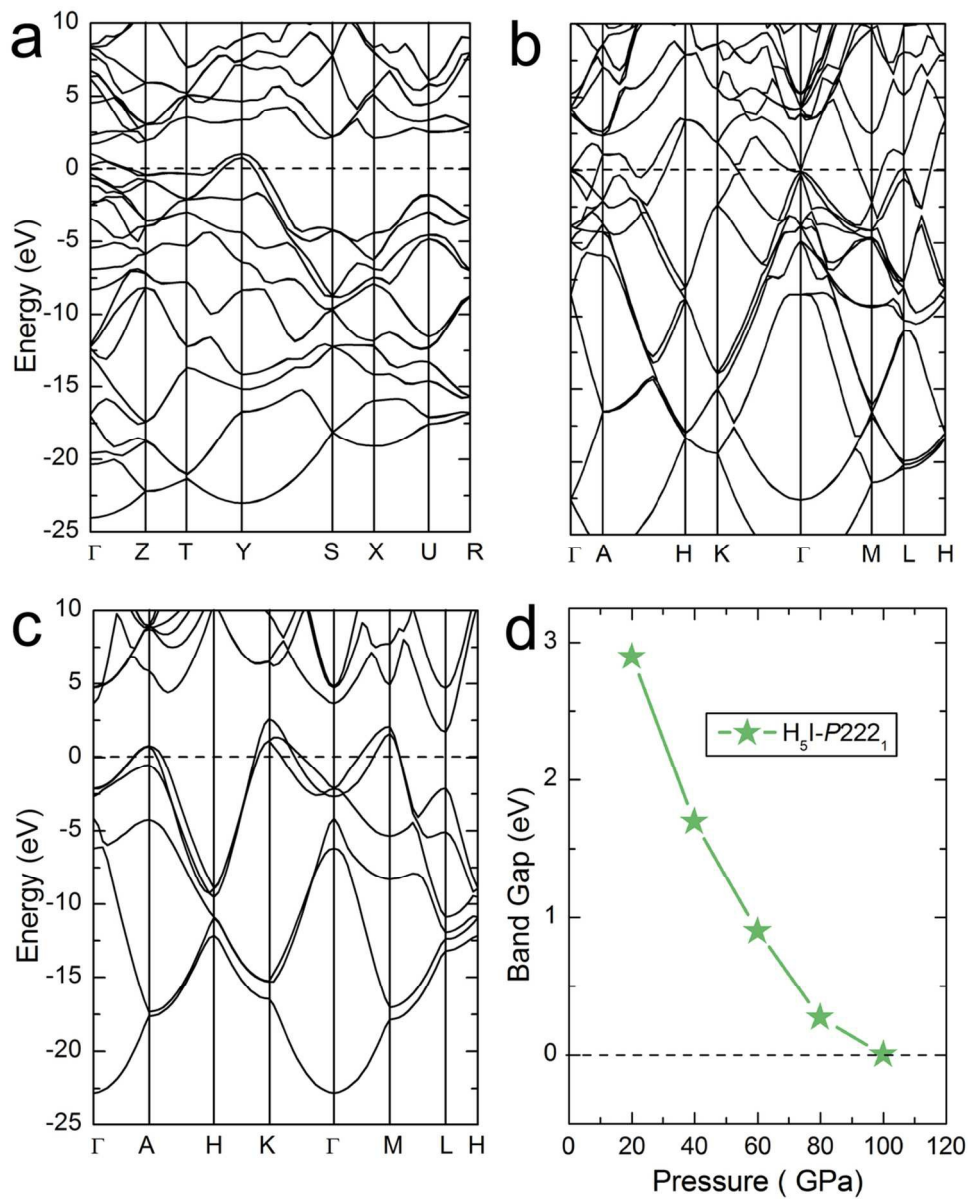 a
10
5
0
-5
-10
-15
-20
-25
Energy (eV)
Γ Z T Y S X U R
b
Γ A H K Γ M L H
c
10
5
0
-5
-10
-15
-20
-25
Energy (eV)
Γ A H K Γ M L H
d
3
2
1
0
Band Gap (eV)
H₅I-P222₁
0 20 40 60 80 100 120
Pressure ( GPa)